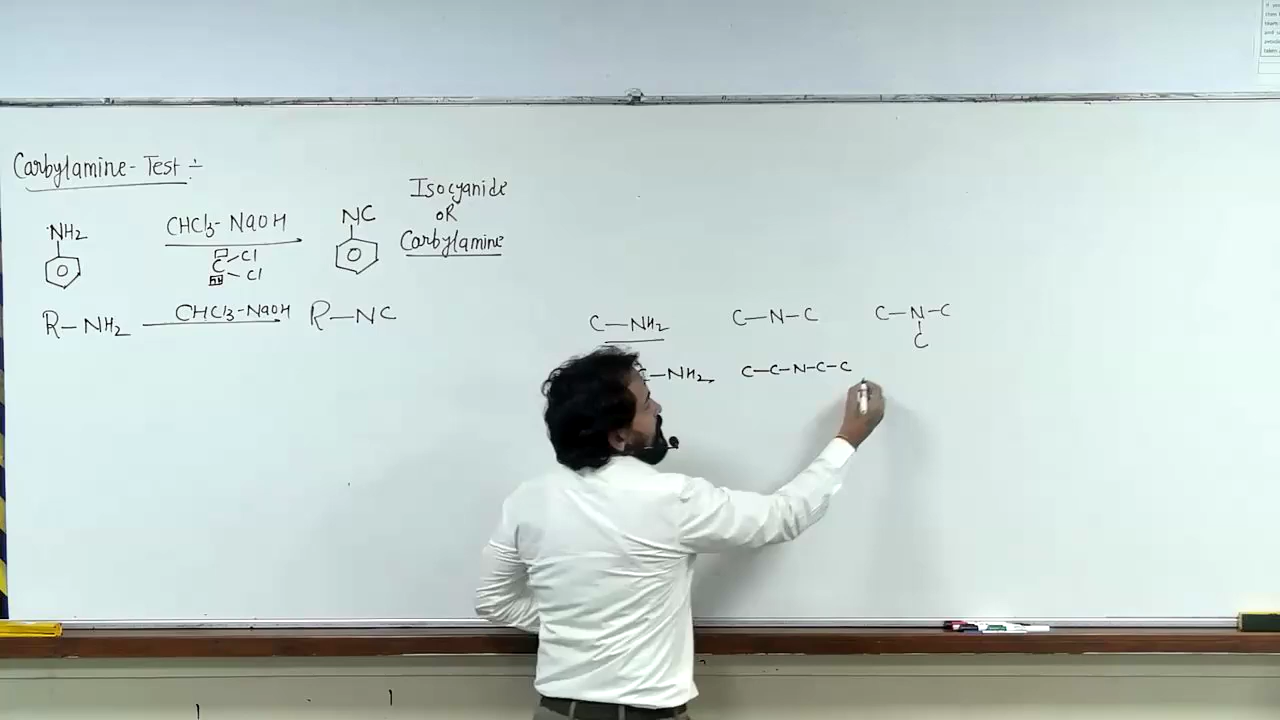 Carbylamine-Test ÷
NH2
CHCl3-NaOH
Cl
C
Cl
NC
Isocyanide
OR
Carbylamine
R-NH2
CHCl3-NaOH
R-NC
C-NH2
C-N-C
C-N-C
C
C-NH2
C-C-N-C-C